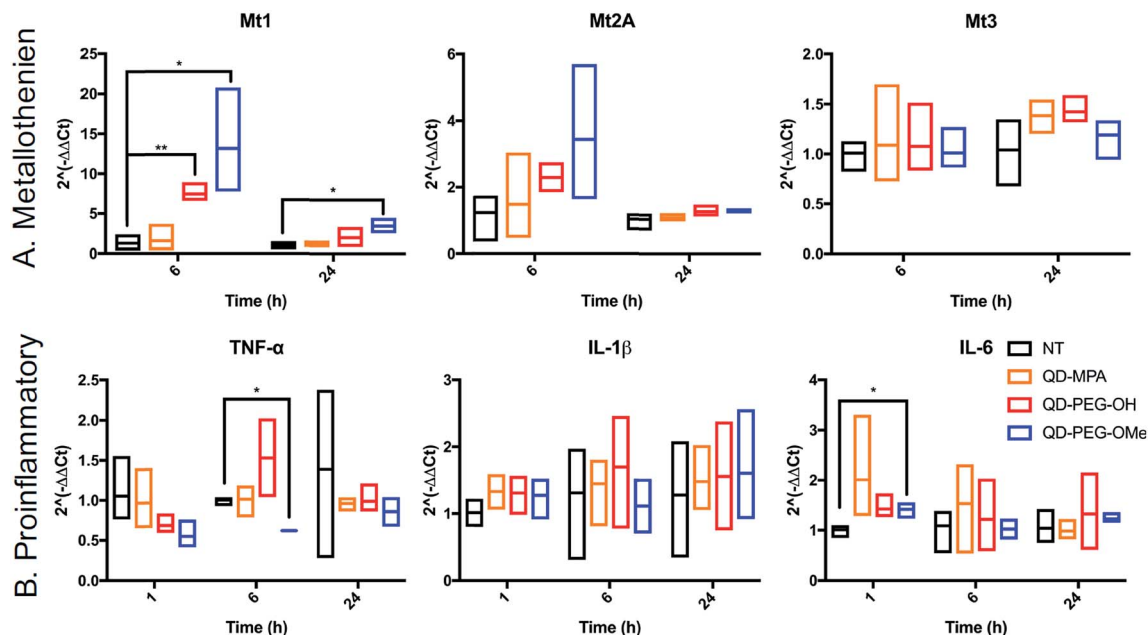 A. Metallothenien
Mt1
25
20
15
10
5
0
2^(-ΔΔCt)
*
**
*
6
24
Time (h)
Mt2A
6
4
2
0
2^(-ΔΔCt)
6
24
Time (h)
Mt3
2.0
1.5
1.0
0.5
0.0
2^(-ΔΔCt)
6
24
Time (h)
B. Proinflammatory
TNF-α
2.5
2.0
1.5
1.0
0.5
0.0
2^(-ΔΔCt)
*
1
6
24
Time (h)
IL-1β
3
2
1
0
2^(-ΔΔCt)
1
6
24
Time (h)
IL-6
4
3
2
1
0
2^(-ΔΔCt)
*
1
6
24
Time (h)
NT
QD-MPA
QD-PEG-OH
QD-PEG-OMe